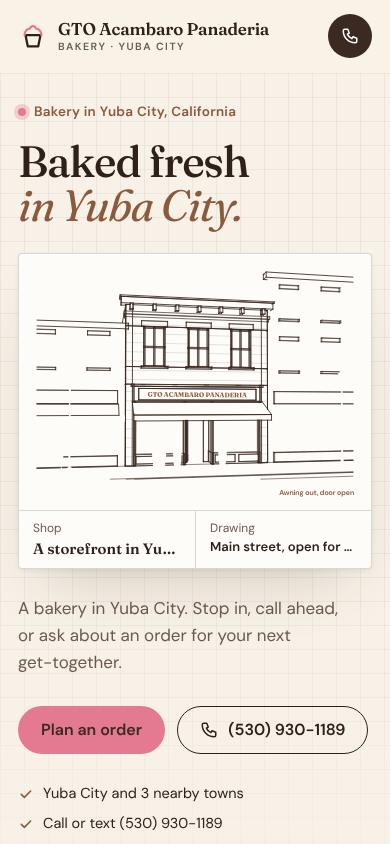 GTO Acambaro Panaderia
BAKERY · YUBA CITY
Bakery in Yuba City, California
Baked fresh
in Yuba City.
GTO ACAMBARO PANADERIA
Awning out, door open
Shop
A storefront in Yu...
Drawing
Main street, open for ...
A bakery in Yuba City. Stop in, call ahead,
or ask about an order for your next
get-together.
Plan an order
(530) 930-1189
Yuba City and 3 nearby towns
Call or text (530) 930-1189